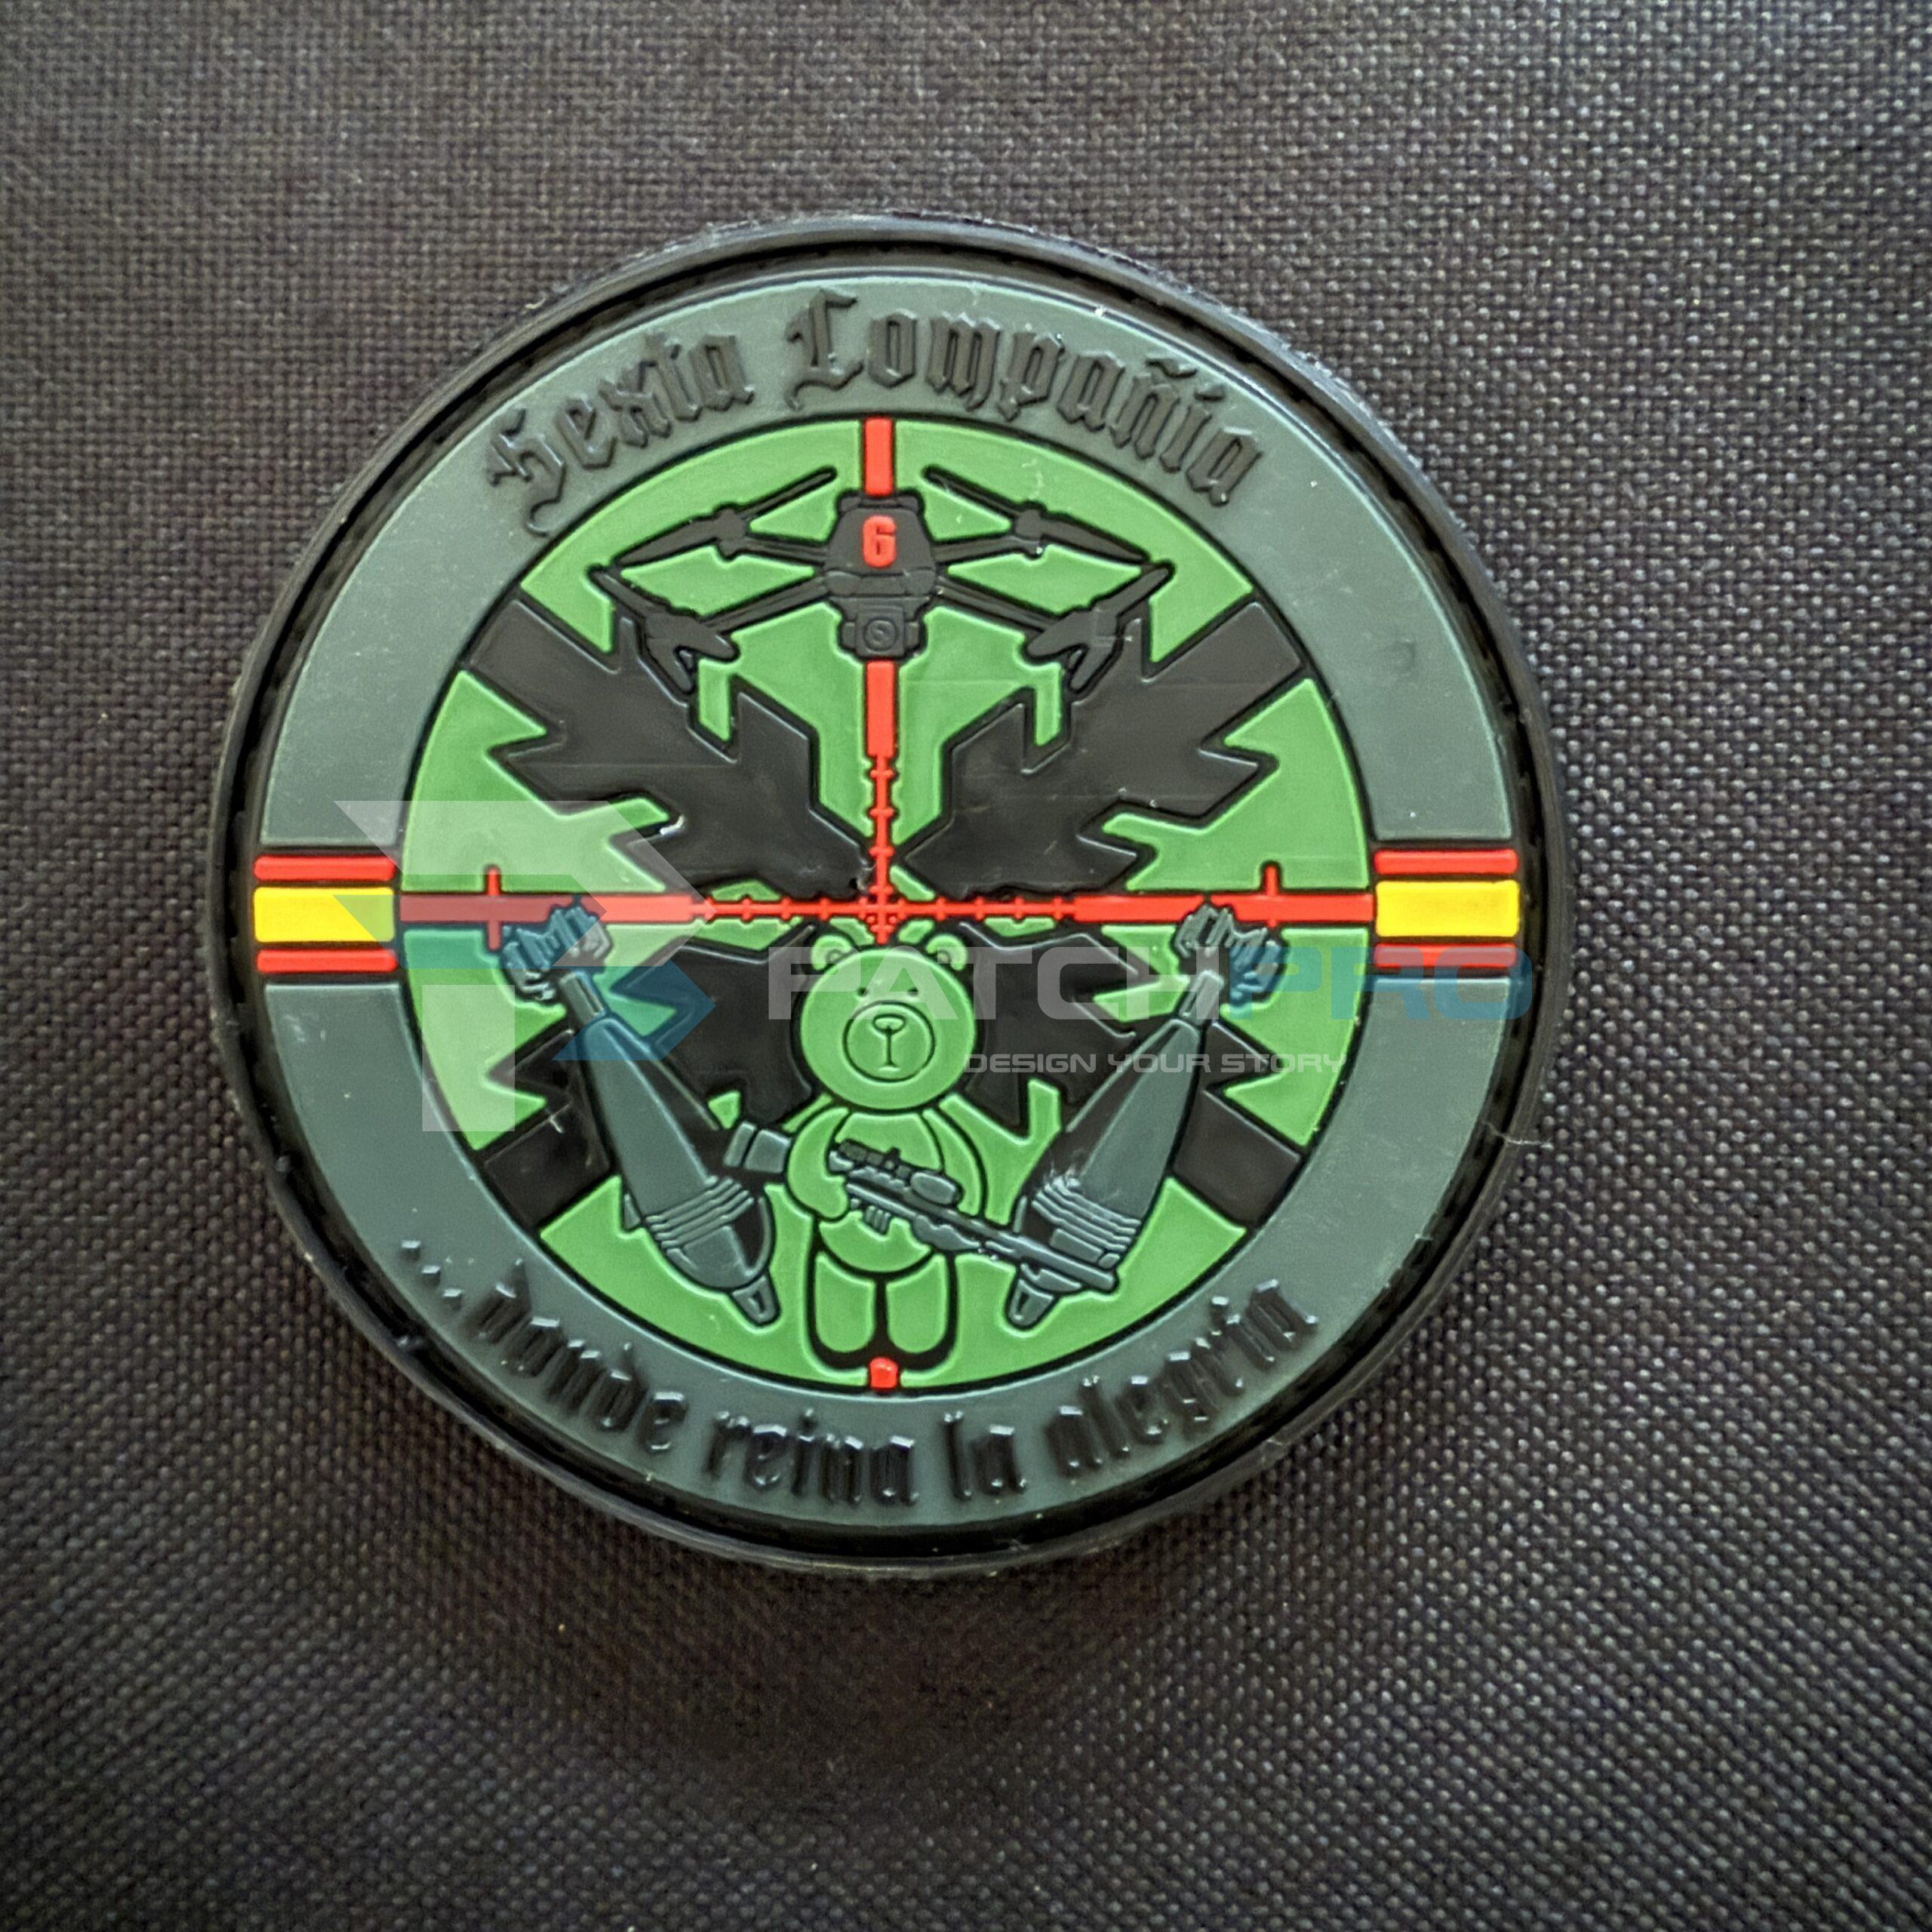 Sexta Compañía
6
PATCHPRO
DESIGN YOUR STORY
...donde reina la alegría.